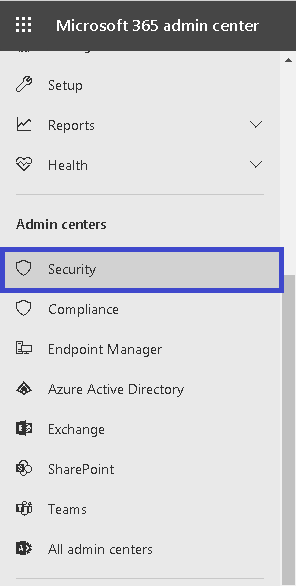 Microsoft 365 admin center
Setup
Reports
Health
Admin centers
Security
Compliance
Endpoint Manager
Azure Active Directory
Exchange
SharePoint
Teams
All admin centers